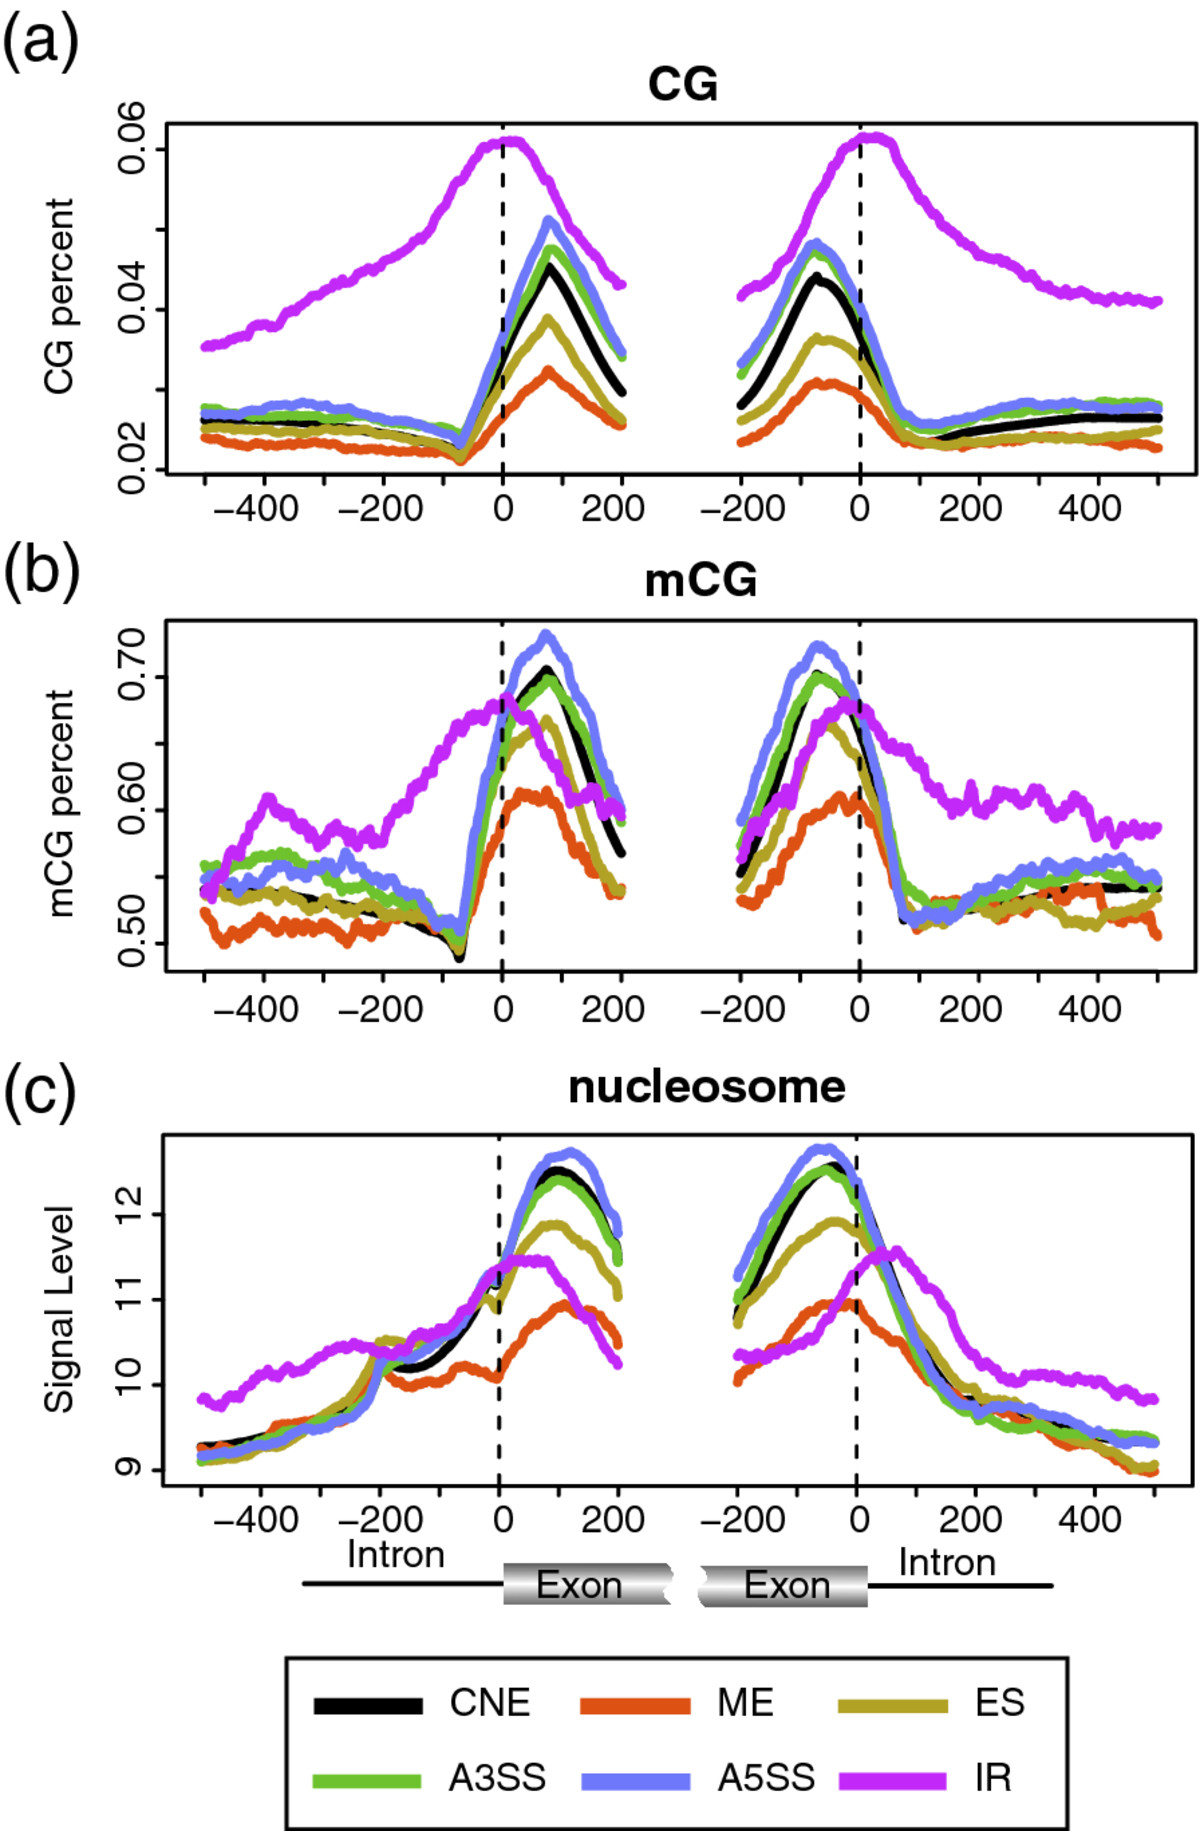 (a)
CG
CG percent
0.06
0.04
0.02
−400 −200 0 200 −200 0 200 400
(b)
mCG
mCG percent
0.70
0.60
0.50
−400 −200 0 200 −200 0 200 400
(c)
nucleosome
Signal Level
12
11
10
9
−400 −200 0 200 −200 0 200 400
Intron Exon Exon Intron
CNE ME ES
A3SS A5SS IR